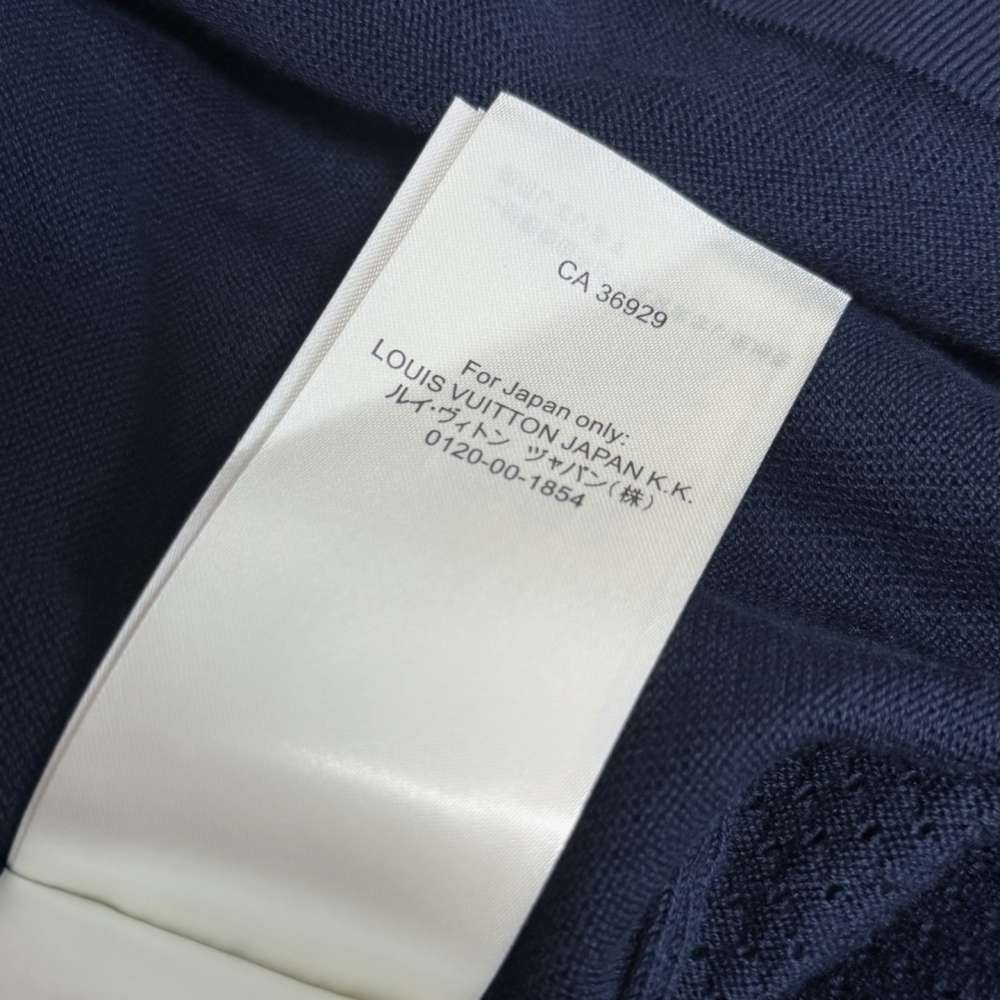 CA 36929
For Japan only:
LOUIS VUITTON JAPAN K.K.
ルイ・ヴィトン ツャパン(株)
0120-00-1854